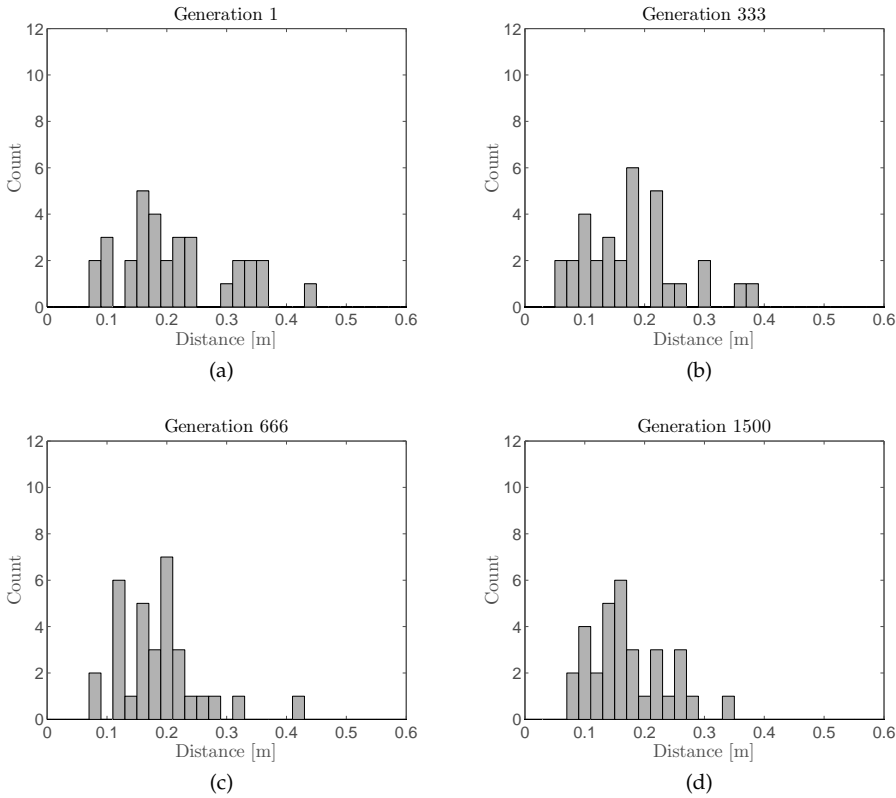 Generation 1
12
10
8
6
4
2
0
Count
0 0.1 0.2 0.3 0.4 0.5 0.6
Distance [m]
(a)
Generation 333
12
10
8
6
4
2
0
Count
0 0.1 0.2 0.3 0.4 0.5 0.6
Distance [m]
(b)
Generation 666
12
10
8
6
4
2
0
Count
0 0.1 0.2 0.3 0.4 0.5 0.6
Distance [m]
(c)
Generation 1500
12
10
8
6
4
2
0
Count
0 0.1 0.2 0.3 0.4 0.5 0.6
Distance [m]
(d)